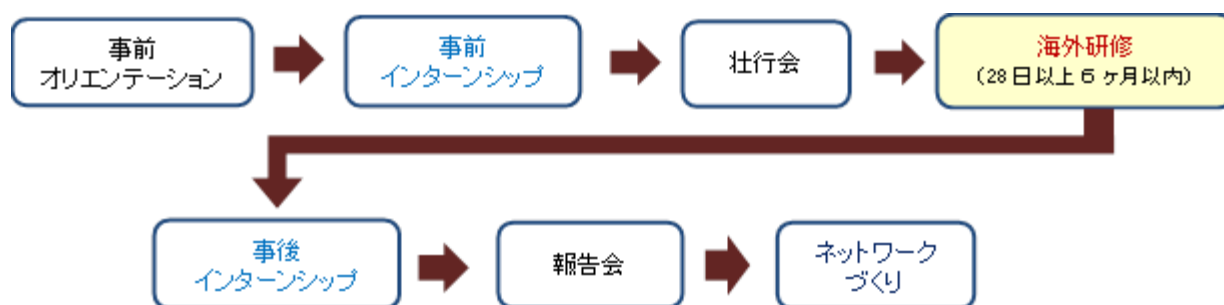 事前
オリエンテーション
事前
インターンシップ
壮行会
海外研修
(28日以上6ヶ月以内)
事後
インターンシップ
報告会
ネットワーク
づくり